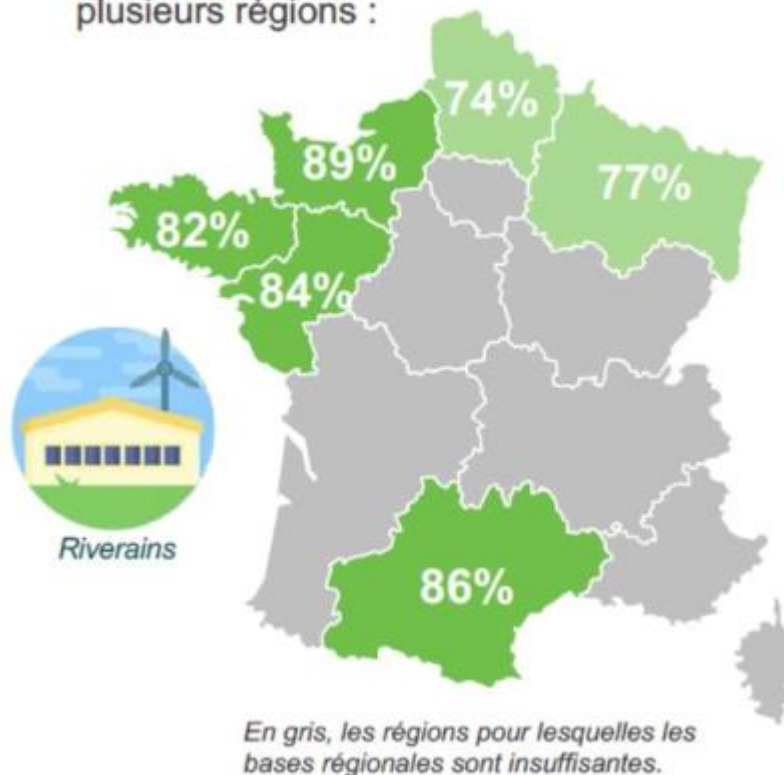 plusieurs régions :
74%
89%
77%
82%
84%
Riverains
86%
En gris, les régions pour lesquelles les
bases régionales sont insuffisantes.